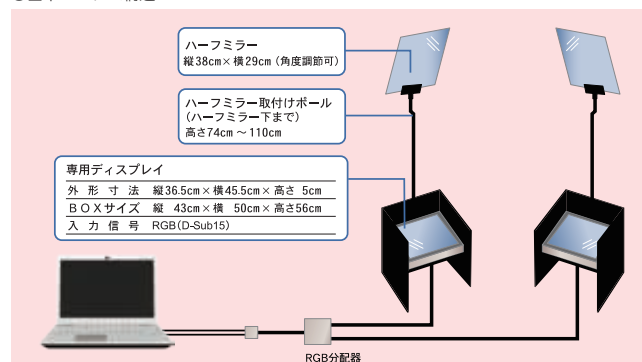 ハーフミラー
縦38cm×横29cm（角度調節可）
ハーフミラー取付けポール
（ハーフミラー下まで）
高さ74cm～110cm
専用ディスプレイ
外形寸法 縦36.5cm×横45.5cm×高さ 5cm
BOXサイズ 縦 43cm×横 50cm×高さ56cm
入力信号 RGB(D-Sub15)
RGB分配器